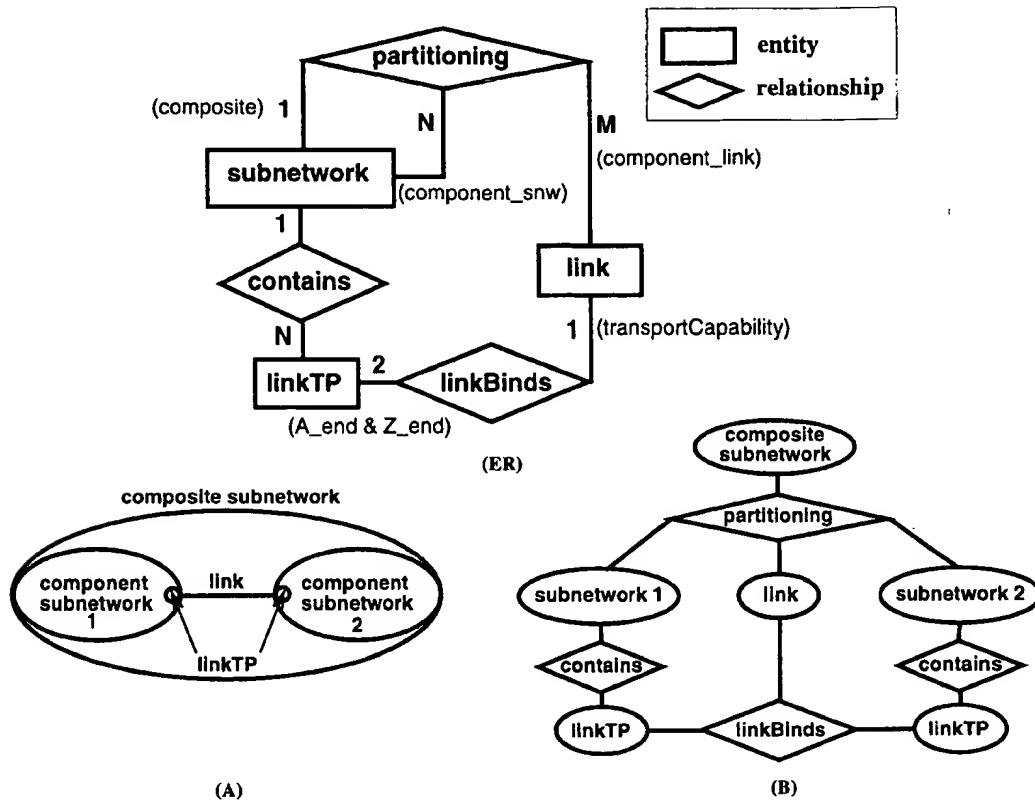 partitioning
entity
relationship
(composite) 1
N
M
(component_link)
subnetwork
(component_snw)
1
contains
link
N
1 (transportCapability)
linkTP
2
linkBinds
(A_end & Z_end)
(ER)
composite subnetwork
component
subnetwork
1
link
component
subnetwork
2
linkTP
(A)
composite
subnetwork
partitioning
subnetwork 1
link
subnetwork 2
contains
contains
linkTP
linkBinds
linkTP
(B)